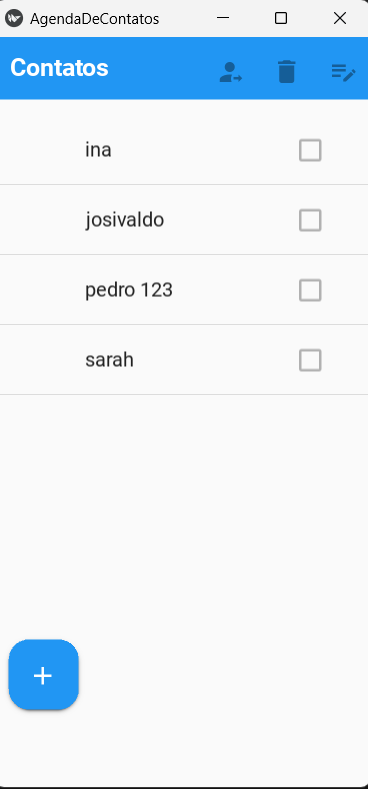 AgendaDeContatos
Contatos
ina
josivaldo
pedro 123
sarah
+